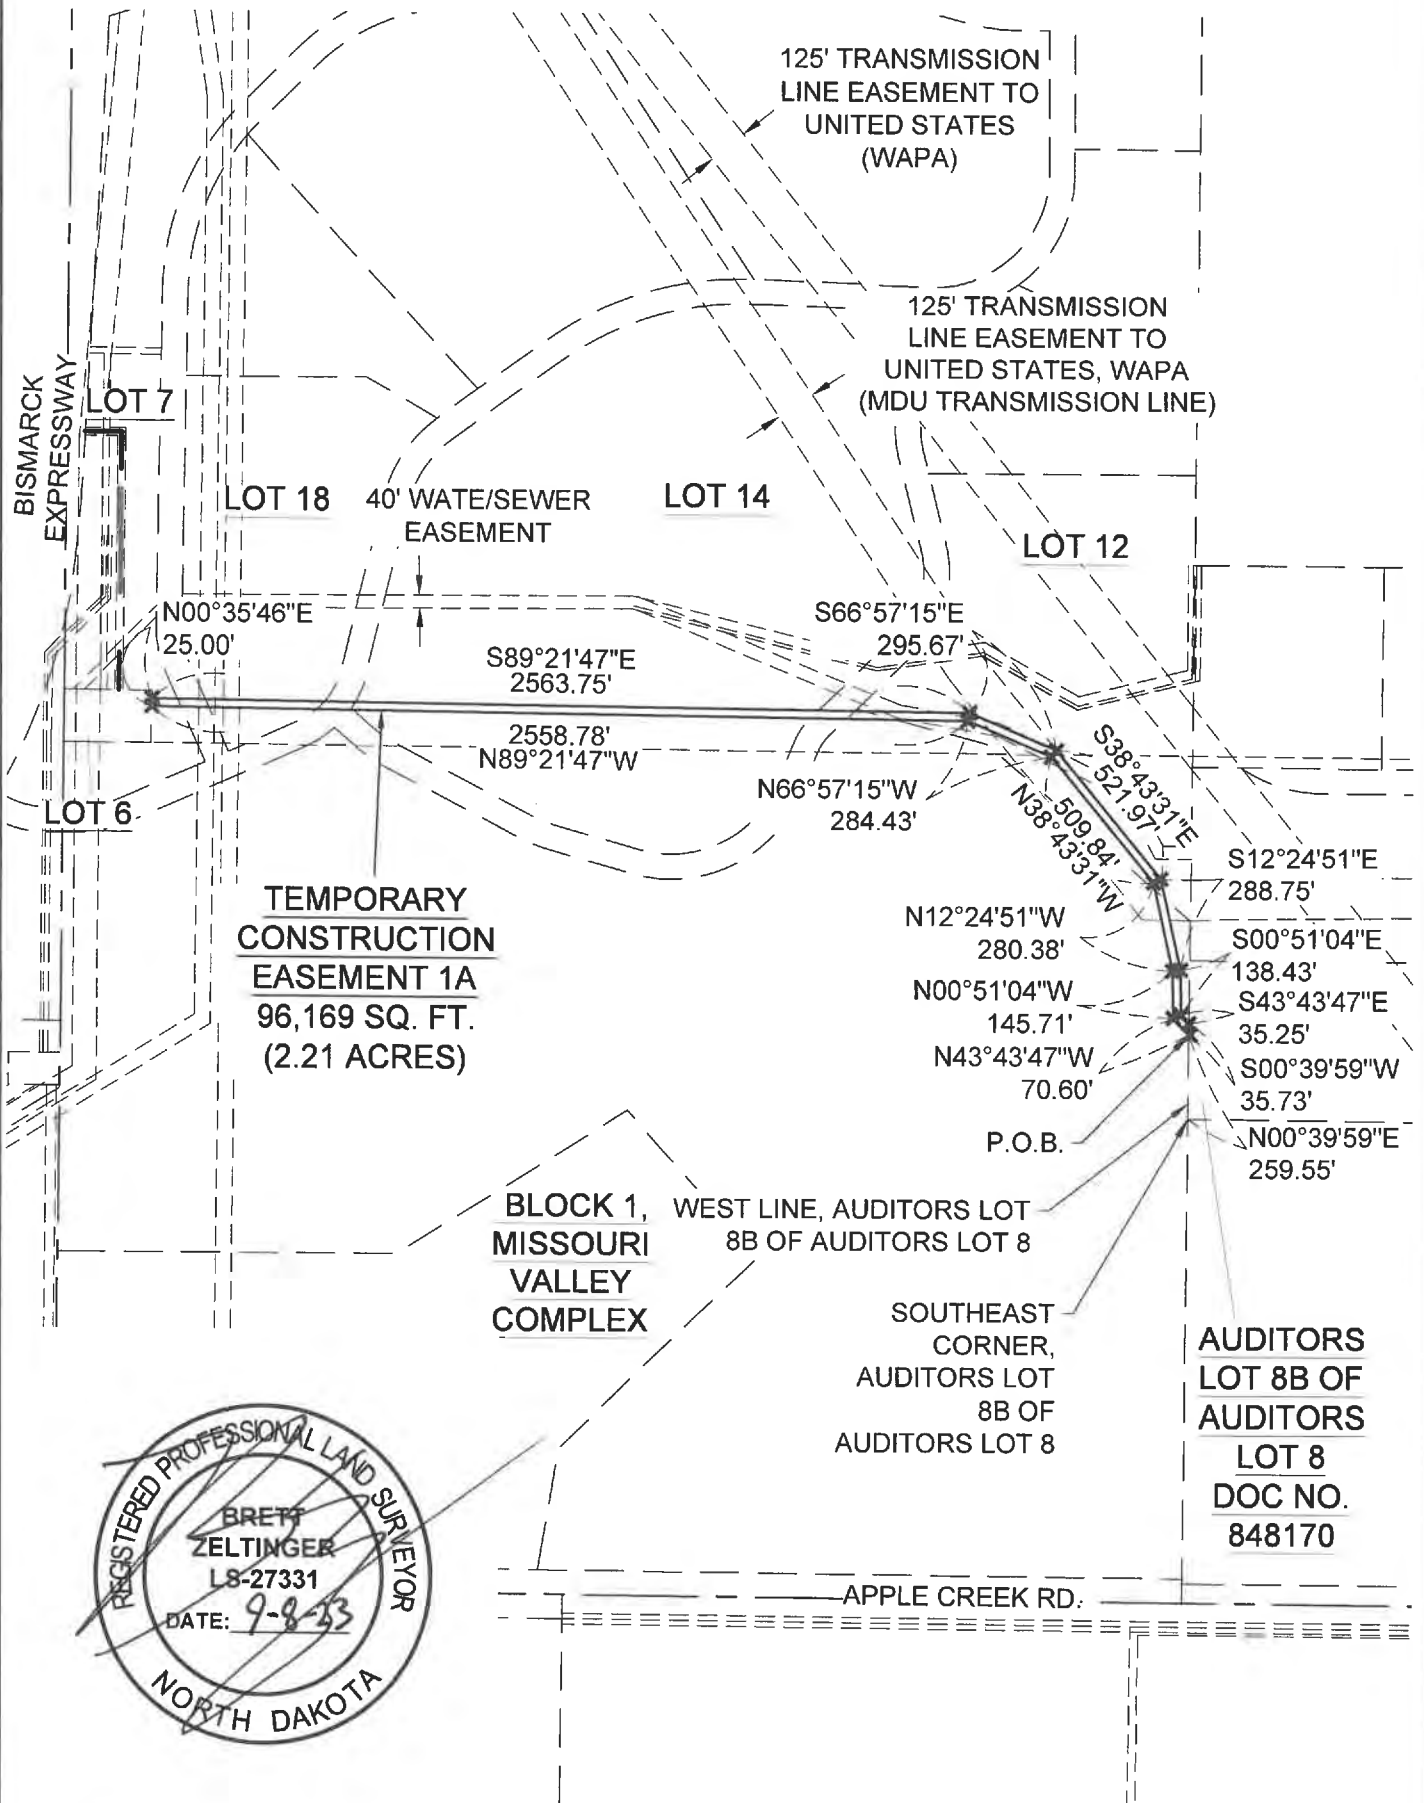 125' TRANSMISSION
LINE EASEMENT TO
UNITED STATES
(WAPA)
125' TRANSMISSION
LINE EASEMENT TO
UNITED STATES, WAPA
(MDU TRANSMISSION LINE)
BISMARCK
EXPRESSWAY
LOT 7
LOT 18
40' WATE/SEWER
EASEMENT
LOT 14
LOT 12
N00°35'46"E
25.00'
S89°21'47"E
2563.75'
S66°57'15"E
295.67'
2558.78'
N89°21'47"W
N66°57'15"W
284.43'
S38°43'31"E
521.97'
509.84'
N38°43'31"W
LOT 6
TEMPORARY
CONSTRUCTION
EASEMENT 1A
96,169 SQ. FT.
(2.21 ACRES)
S12°24'51"E
288.75'
N12°24'51"W
280.38'
S00°51'04"E
138.43'
N00°51'04"W
145.71'
S43°43'47"E
35.25'
N43°43'47"W
70.60'
S00°39'59"W
35.73'
P.O.B.
N00°39'59"E
259.55'
BLOCK 1,
MISSOURI
VALLEY
COMPLEX
WEST LINE, AUDITORS LOT
8B OF AUDITORS LOT 8
SOUTHEAST
CORNER,
AUDITORS LOT
8B OF
AUDITORS LOT 8
AUDITORS
LOT 8B OF
AUDITORS
LOT 8
DOC NO.
848170
REGISTERED PROFESSIONAL LAND SURVEYOR
BRETT
ZELTINGER
LS-27331
DATE: 9-8-23
NORTH DAKOTA
APPLE CREEK RD.